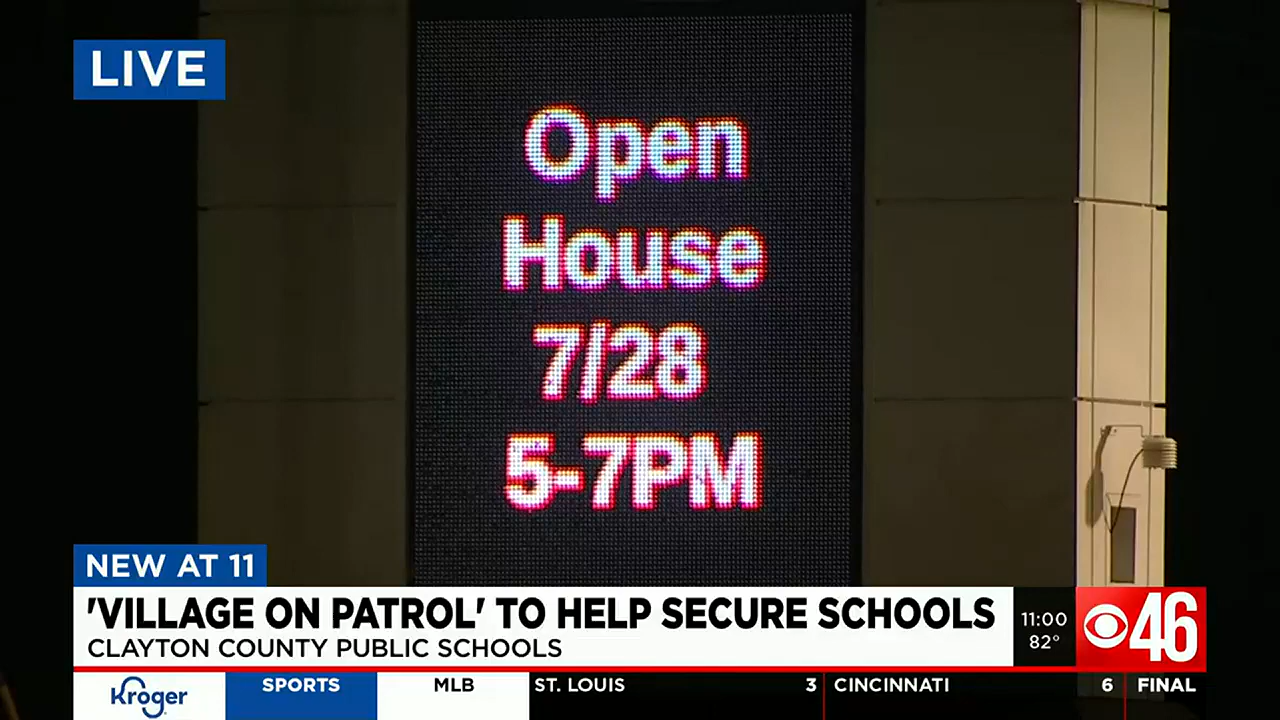 LIVE
Open
House
7/28
5-7PM
NEW AT 11
'VILLAGE ON PATROL' TO HELP SECURE SCHOOLS
CLAYTON COUNTY PUBLIC SCHOOLS
11:00
82°
46
Kroger
SPORTS
MLB
ST. LOUIS 3
CINCINNATI 6
FINAL